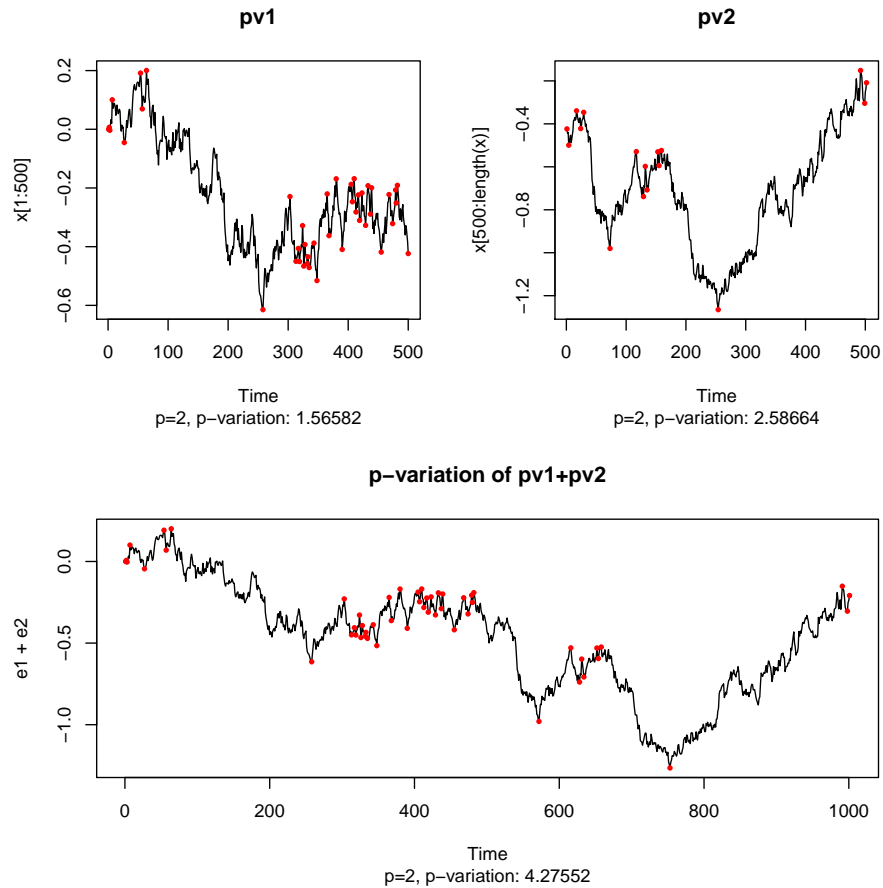 pv1
x[1:500]
0.2
0.0
−0.2
−0.4
−0.6
0 100 200 300 400 500
Time
p=2, p−variation: 1.56582
pv2
x[500:length(x)]
−0.4
−0.8
−1.2
0 100 200 300 400 500
Time
p=2, p−variation: 2.58664
p−variation of pv1+pv2
e1 + e2
0.0
−0.5
−1.0
0 200 400 600 800 1000
Time
p=2, p−variation: 4.27552